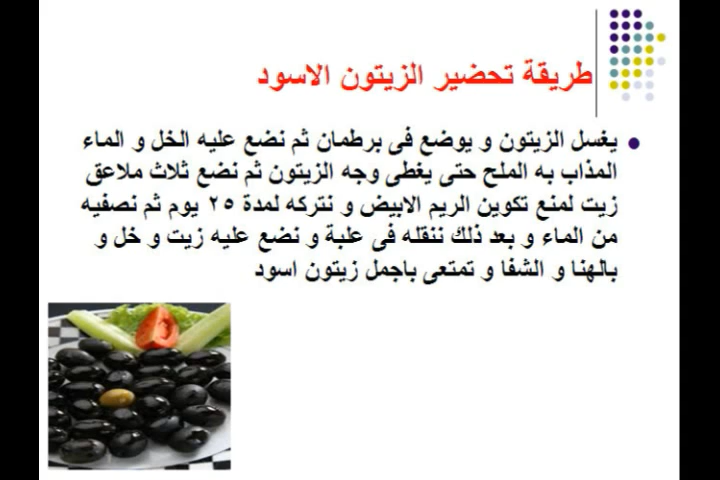 طريقة تحضير الزيتون الاسود
يغسل الزيتون و يوضع فى برطمان ثم نضع عليه الخل و الماء
المذاب به الملح حتى يغطى وجه الزيتون ثم نضع ثلاث ملاعق
زيت لمنع تكوين الريم الابيض و نتركه لمدة ٢٥ يوم ثم نصفيه
من الماء و بعد ذلك ننقله فى علبة و نضع عليه زيت و خل و
بالهنا و الشفا و تمتعى باجمل زيتون اسود